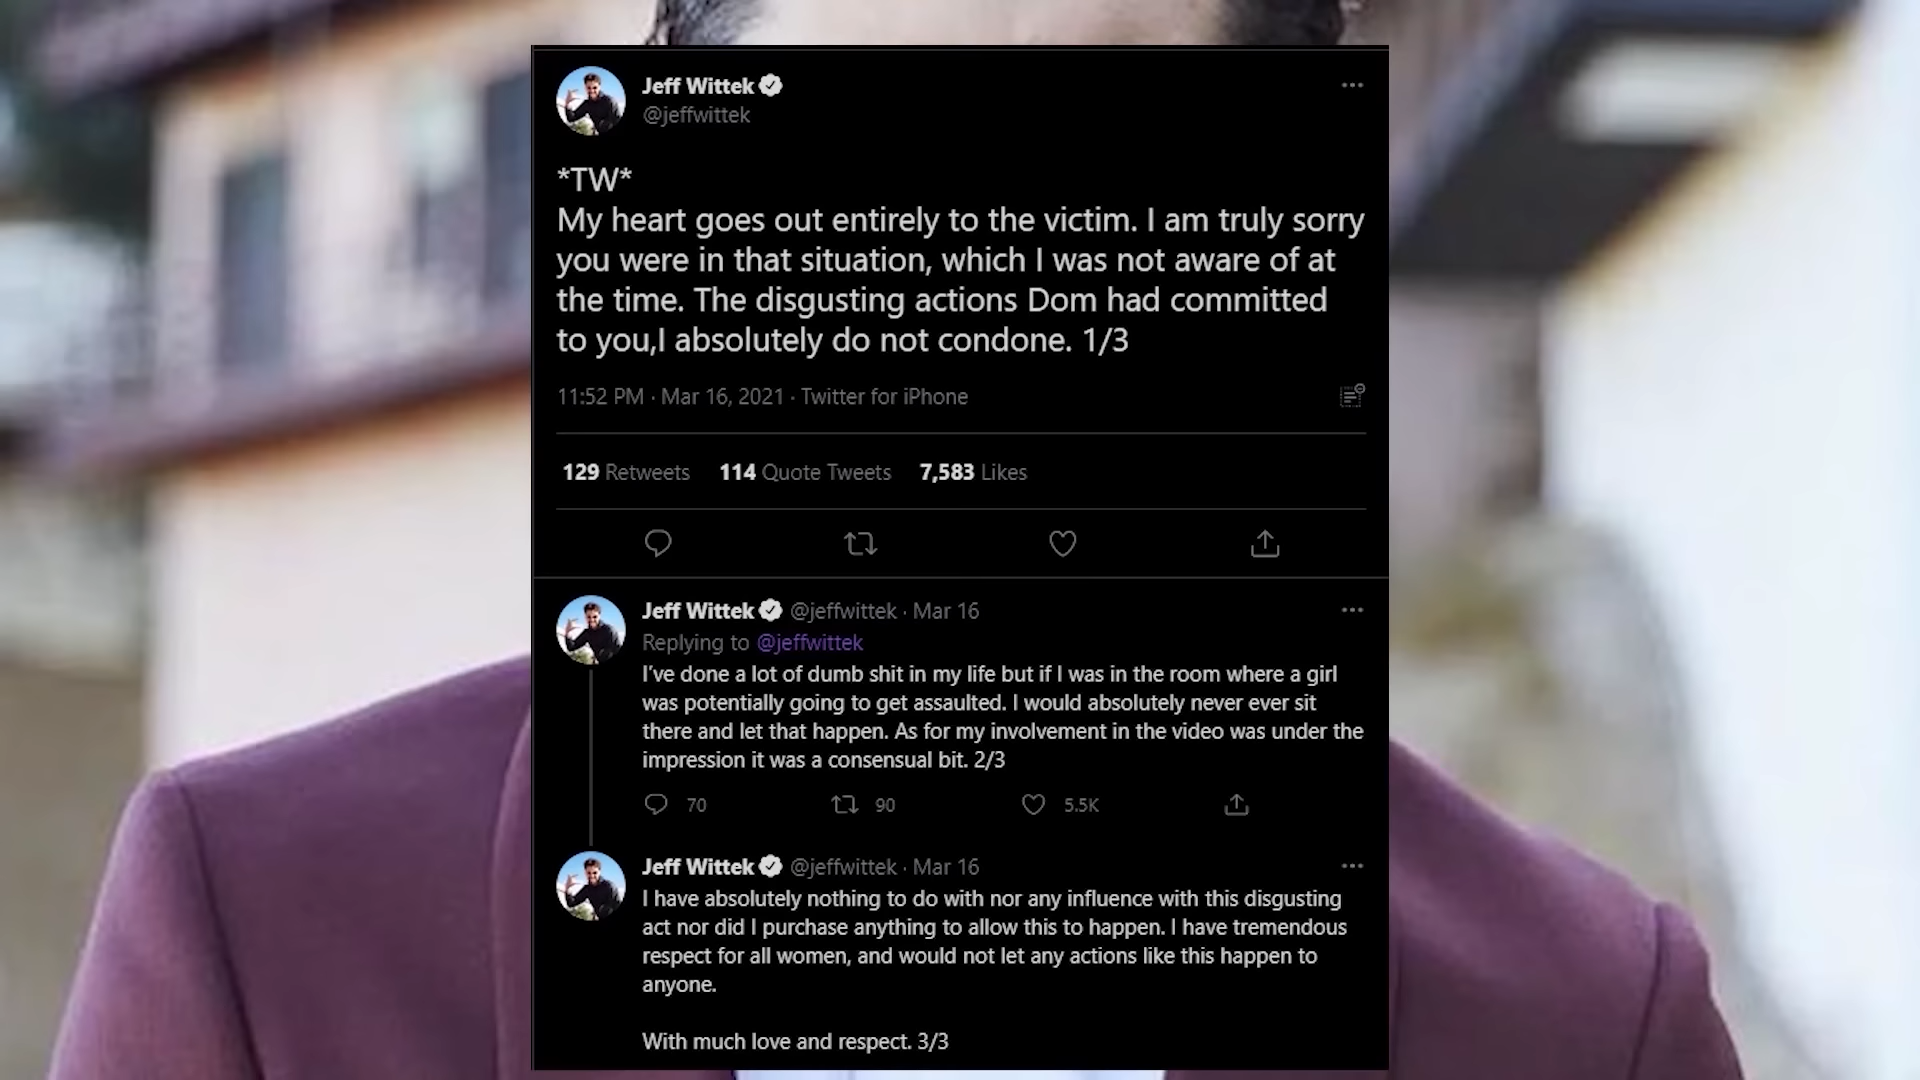 Jeff Wittek
@jeffwittek
*TW*
My heart goes out entirely to the victim. I am truly sorry
you were in that situation, which I was not aware of at
the time. The disgusting actions Dom had committed
to you,I absolutely do not condone. 1/3
11:52 PM · Mar 16, 2021 · Twitter for iPhone
129 Retweets 114 Quote Tweets 7,583 Likes
Jeff Wittek @jeffwittek · Mar 16
Replying to @jeffwittek
I've done a lot of dumb shit in my life but if I was in the room where a girl
was potentially going to get assaulted. I would absolutely never ever sit
there and let that happen. As for my involvement in the video was under the
impression it was a consensual bit. 2/3
70 90 5.5K
Jeff Wittek @jeffwittek · Mar 16
I have absolutely nothing to do with nor any influence with this disgusting
act nor did I purchase anything to allow this to happen. I have tremendous
respect for all women, and would not let any actions like this happen to
anyone.
With much love and respect. 3/3